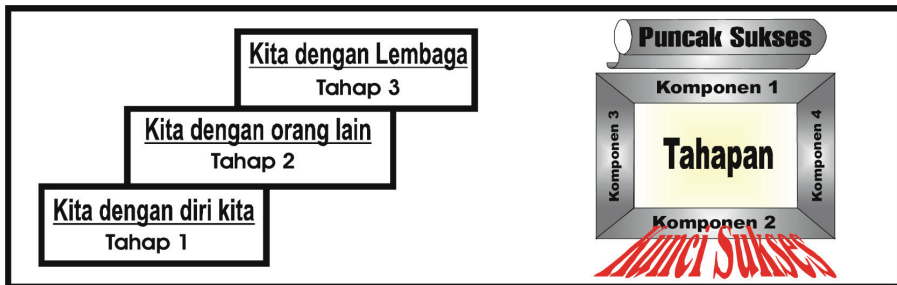 Kita dengan Lembaga
Tahap 3
Kita dengan orang lain
Tahap 2
Kita dengan diri kita
Tahap 1
Puncak Sukses
Komponen 1
Komponen 3
Tahapan
Komponen 4
Komponen 2
Kunci Sukses